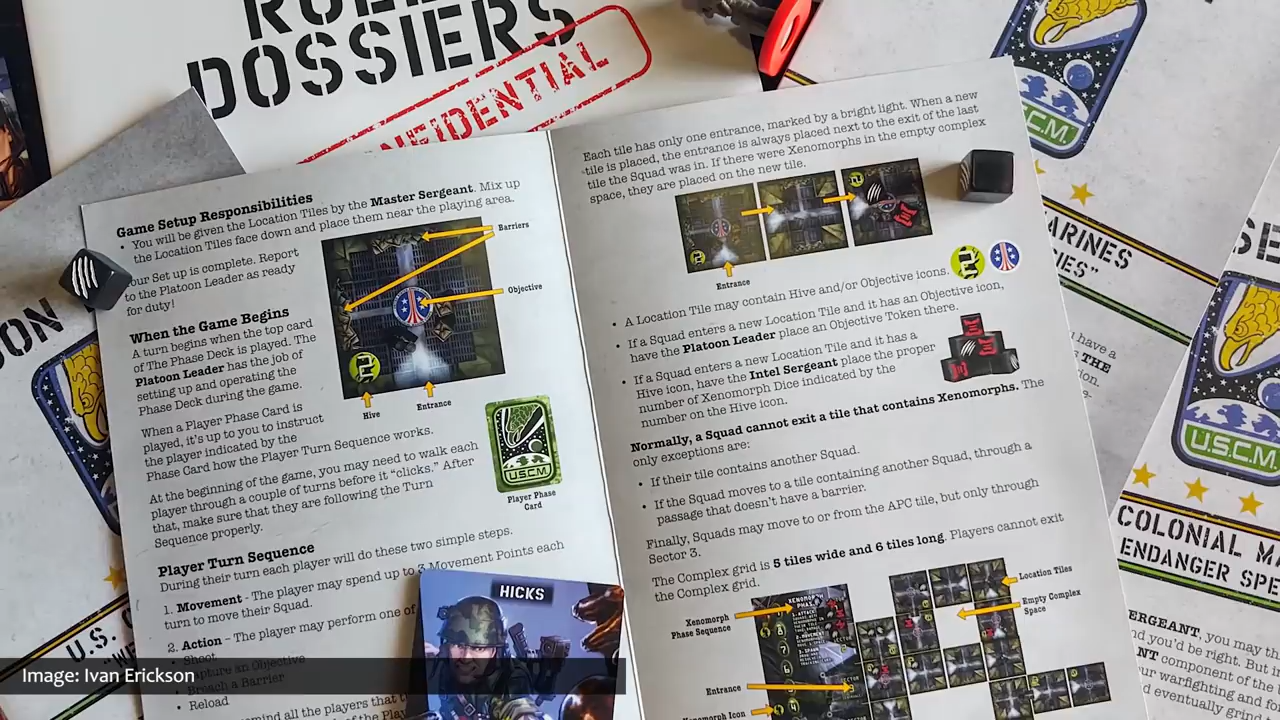 DOSSIERS
Game Setup Responsibilities
• You will be given the Location Tiles by the Master Sergeant. Mix up
the Location Tiles face down and place them near the playing area.
Your Set up is complete. Report
to the Platoon Leader as ready
for duty!
When the Game Begins
A turn begins when the top card
of The Phase Deck is played. The
Platoon Leader has the job of
setting up and operating the
Phase Deck during the game.
When a Player Phase Card is
played, it's up to you to instruct
the player indicated by the
Phase Card how the Player Turn Sequence works.
At the beginning of the game, you may need to walk each
player through a couple of turns before it "clicks." After
that, make sure that they are following the Turn
Sequence properly.
Player Turn Sequence
During their turn each player will do these two simple steps.
1. Movement - The player may spend up to 3 Movement Points each
turn to move their Squad.
2. Action – The player may perform one of
• Shoot
• Capture an Objective
• Breach a Barrier
• Reload
Barriers
Objective
Hive
Entrance
U.S.C.M
Player Phase
Card
HICKS
Each tile has only one entrance, marked by a bright light. When a new
tile is placed, the entrance is always placed next to the exit of the last
tile the Squad was in. If there were Xenomorphs in the empty complex
space, they are placed on the new tile.
Entrance
• A Location Tile may contain Hive and/or Objective icons.
• If a Squad enters a new Location Tile and it has an Objective icon,
have the Platoon Leader place an Objective Token there.
• If a Squad enters a new Location Tile and it has a
Hive icon, have the Intel Sergeant place the proper
number of Xenomorph Dice indicated by the
number on the Hive icon.
Normally, a Squad cannot exit a tile that contains Xenomorphs. The
only exceptions are:
• If their tile contains another Squad.
• If the Squad moves to a tile containing another Squad, through a
passage that doesn't have a barrier.
Finally, Squads may move to or from the APC tile, but only through
Sector 3.
The Complex grid is 5 tiles wide and 6 tiles long. Players cannot exit
the Complex grid.
Xenomorph
Phase Sequence
Entrance
Xenomorph Icon
Location Tiles
Empty Complex
Space
U.S.C.M.
COLONIAL
Image: Ivan Erickson